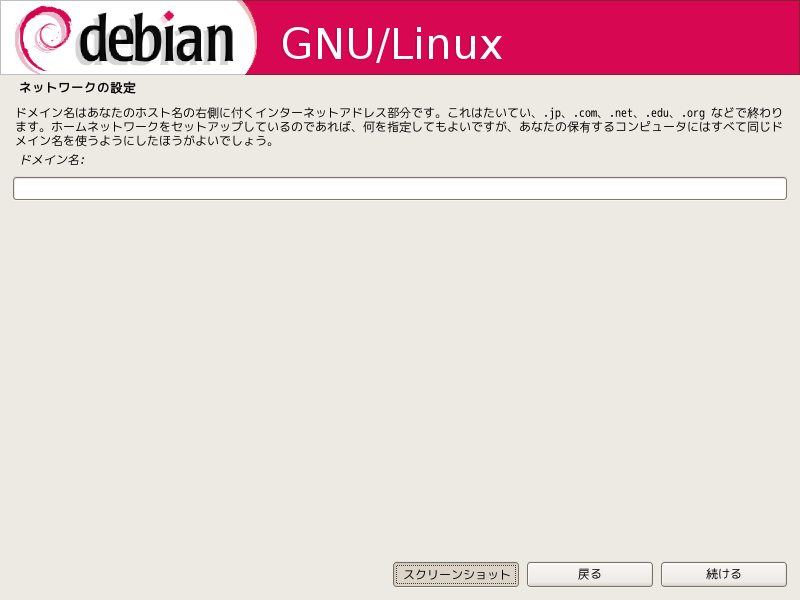 debian GNU/Linux
ネットワークの設定
ドメイン名はあなたのホスト名の右側に付くインターネットアドレス部分です。これはたいてい、.jp、.com、.net、.edu、.org などで終わり
ます。ホームネットワークをセットアップしているのであれば、何を指定してもよいですが、あなたの保有するコンピュータにはすべて同じド
メイン名を使うようにしたほうがよいでしょう。
ドメイン名:
スクリーンショット 戻る 続ける